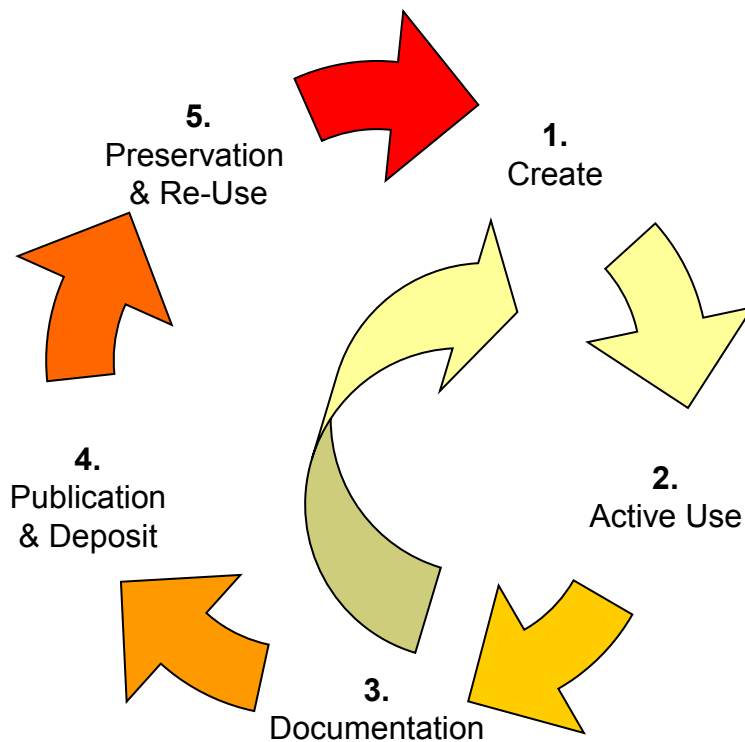 1.
Create
2.
Active Use
3.
Documentation
4.
Publication
& Deposit
5.
Preservation
& Re-Use